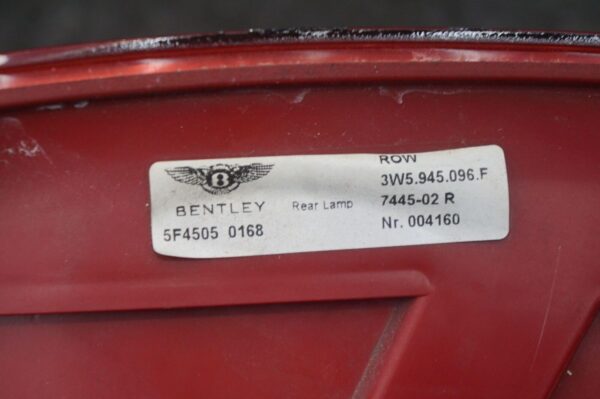 ROW
B
BENTLEY
Rear Lamp
3W5.945.096.F
7445-02 R
5F4505 0168
Nr. 004160